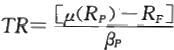 TR = [μ(R_P) − R_F] / β_P